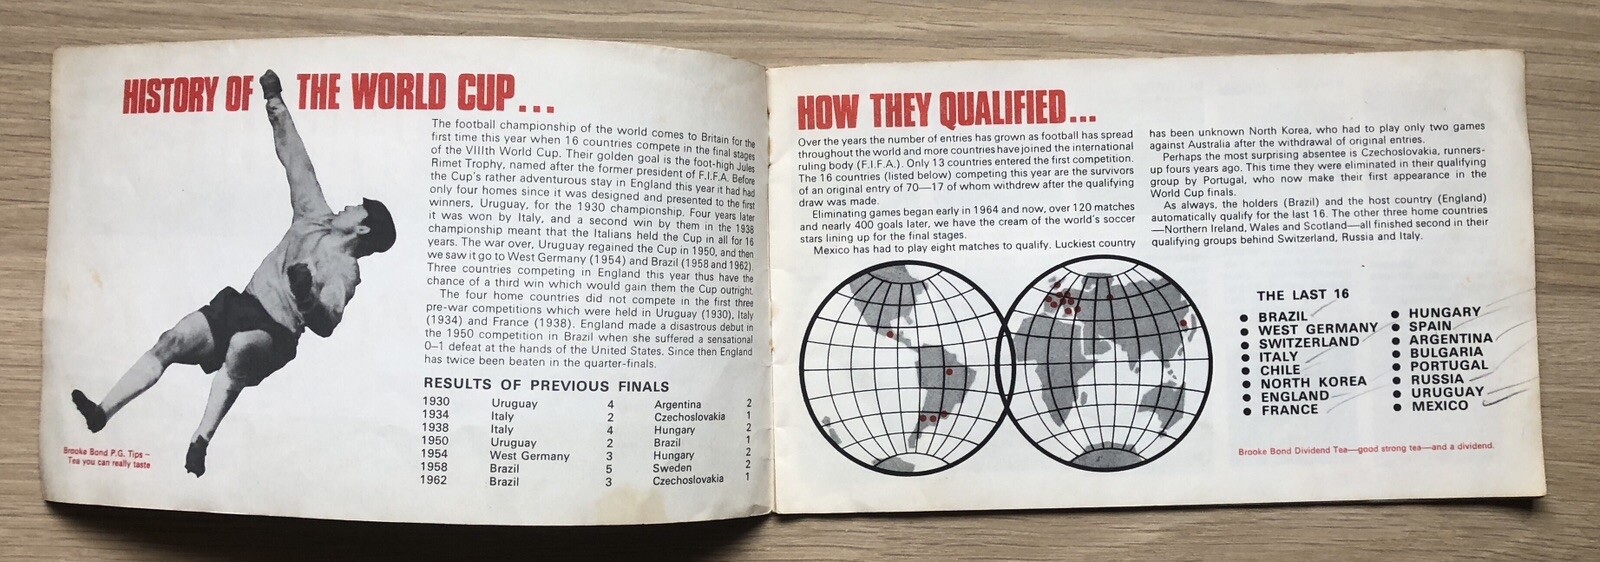 HISTORY OF THE WORLD CUP...
The football championship of the world comes to Britain for the
first time this year when 16 countries compete in the final stages
of the VIIIth World Cup. Their golden goal is the foot-high Jules
Rimet Trophy, named after the former president of F.I.F.A. Before
the Cup's rather adventurous stay in England this year it had had
only four homes since it was designed and presented to the first
winners, Uruguay, for the 1930 championship. Four years later
it was won by Italy, and a second win by them in the 1938
championship meant that the Italians held the Cup in all for 16
years. The war over, Uruguay regained the Cup in 1950, and then
we saw it go to West Germany (1954) and Brazil (1958 and 1962).
Three countries competing in England this year thus have the
chance of a third win which would gain them the Cup outright.
The four home countries did not compete in the first three
pre-war competitions which were held in Uruguay (1930), Italy
(1934) and France (1938). England made a disastrous debut in
the 1950 competition in Brazil when she suffered a sensational
0—1 defeat at the hands of the United States. Since then England
has twice been beaten in the quarter-finals.
RESULTS OF PREVIOUS FINALS
1930 Uruguay 4 Argentina 2
1934 Italy 2 Czechoslovakia 1
1938 Italy 4 Hungary 2
1950 Uruguay 2 Brazil 1
1954 West Germany 3 Hungary 2
1958 Brazil 5 Sweden 2
1962 Brazil 3 Czechoslovakia 1
Brooke Bond P.G. Tips —
Tea you can really taste
HOW THEY QUALIFIED...
Over the years the number of entries has grown as football has spread
throughout the world and more countries have joined the international
ruling body (F.I.F.A.). Only 13 countries entered the first competition.
The 16 countries (listed below) competing this year are the survivors
of an original entry of 70—17 of whom withdrew after the qualifying
draw was made.
Eliminating games began early in 1964 and now, over 120 matches
and nearly 400 goals later, we have the cream of the world's soccer
stars lining up for the final stages.
Mexico has had to play eight matches to qualify. Luckiest country
has been unknown North Korea, who had to play only two games
against Australia after the withdrawal of original entries.
Perhaps the most surprising absentee is Czechoslovakia, runners-
up fours years ago. This time they were eliminated in their qualifying
group by Portugal, who now make their first appearance in the
World Cup finals.
As always, the holders (Brazil) and the host country (England)
automatically qualify for the last 16. The other three home countries
—Northern Ireland, Wales and Scotland—all finished second in their
qualifying groups behind Switzerland, Russia and Italy.
THE LAST 16
● BRAZIL
● WEST GERMANY
● SWITZERLAND
● ITALY
● CHILE
● NORTH KOREA
● ENGLAND
● FRANCE
● HUNGARY
● SPAIN
● ARGENTINA
● BULGARIA
● PORTUGAL
● RUSSIA
● URUGUAY
● MEXICO
Brooke Bond Dividend Tea—good strong tea—and a dividend.